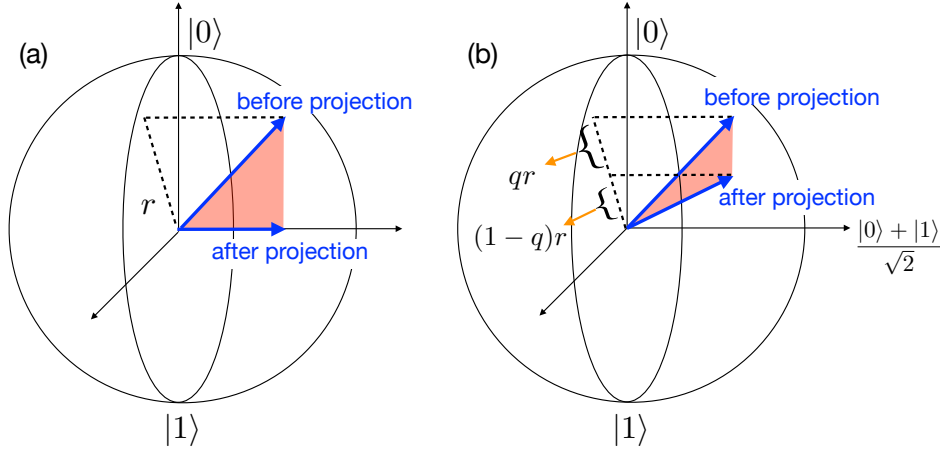 (a)
|0⟩
before projection
r
after projection
|1⟩
(b)
|0⟩
before projection
qr
after projection
(1 − q)r
|0⟩ + |1⟩
√2
|1⟩